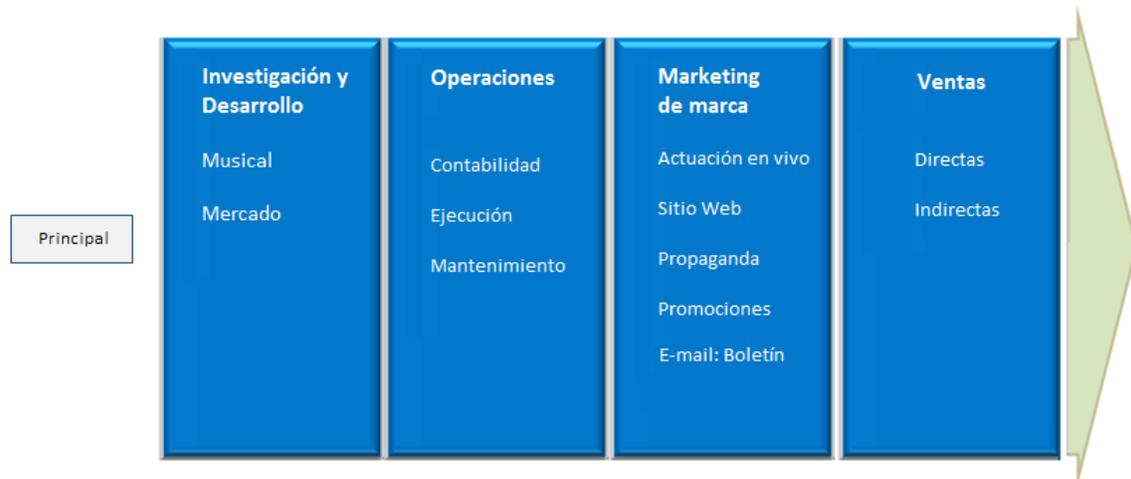 Principal
Investigación y
Desarrollo
Musical
Mercado
Operaciones
Contabilidad
Ejecución
Mantenimiento
Marketing
de marca
Actuación en vivo
Sitio Web
Propaganda
Promociones
E-mail: Boletín
Ventas
Directas
Indirectas